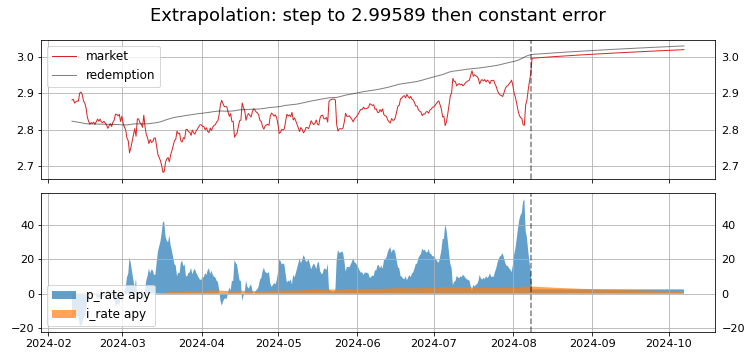 Extrapolation: step to 2.99589 then constant error
3.0
2.9
2.8
2.7
market
redemption
3.0
2.9
2.8
2.7
40
20
0
−20
p_rate apy
i_rate apy
40
20
0
−20
2024-02 2024-03 2024-04 2024-05 2024-06 2024-07 2024-08 2024-09 2024-10